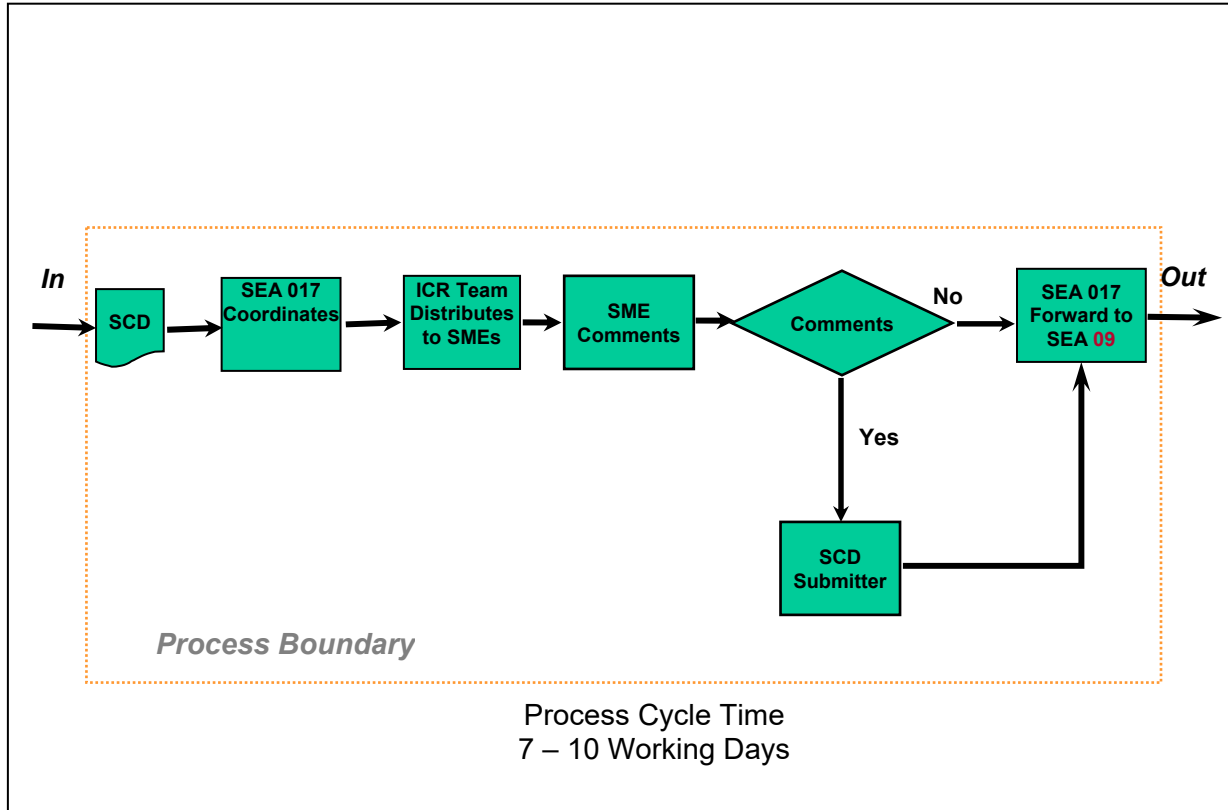 In
SCD
SEA 017
Coordinates
ICR Team
Distributes
to SMEs
SME
Comments
Comments
No
SEA 017
Forward to
SEA 09
Out
Yes
SCD
Submitter
Process Boundary
Process Cycle Time
7 – 10 Working Days